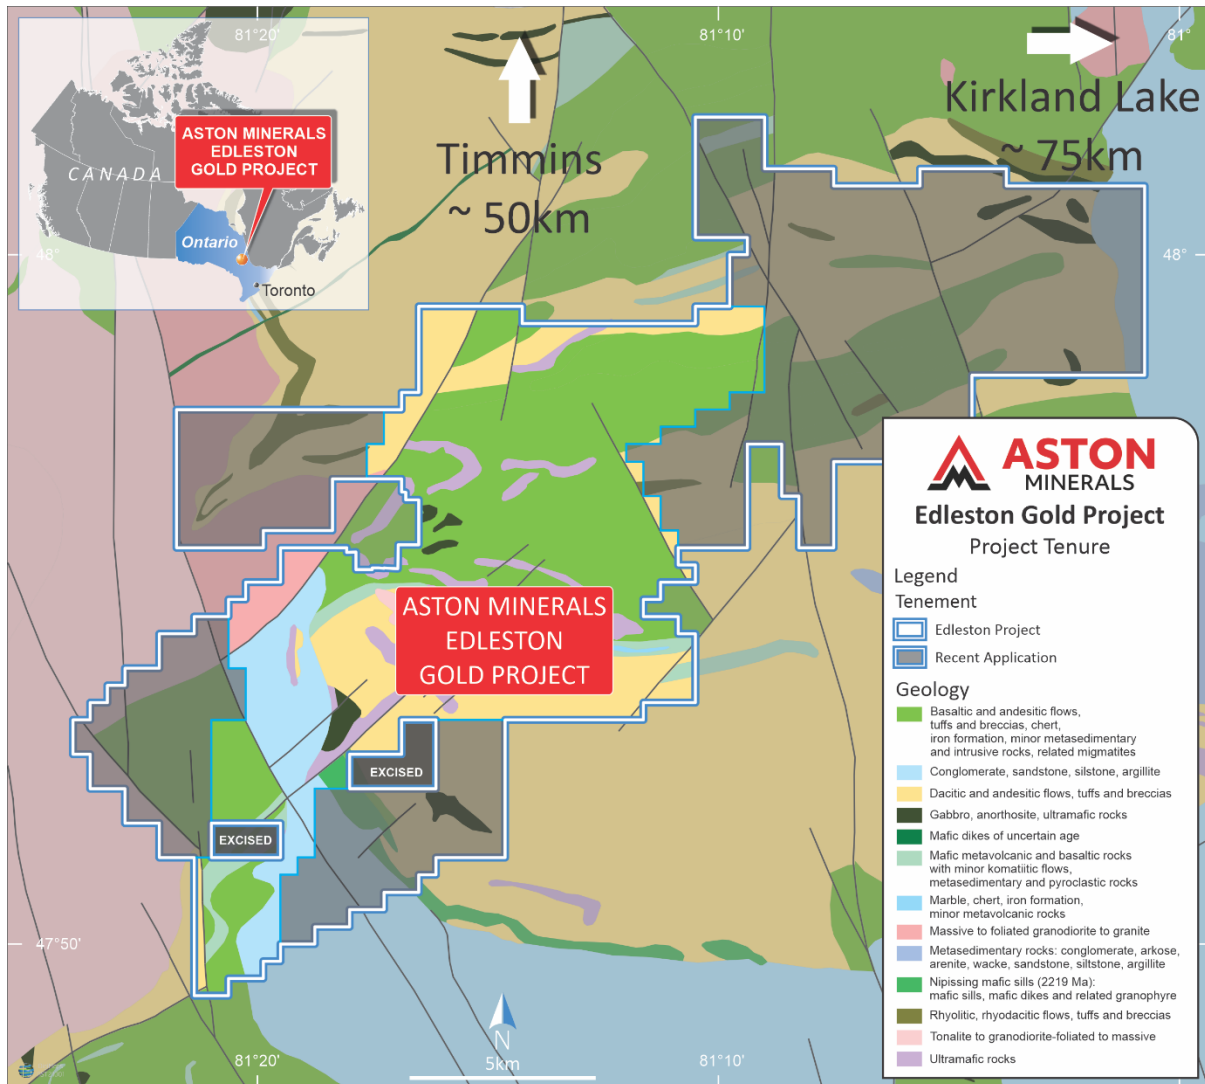 81°20'
81°10'
81°
ASTON MINERALS
EDLESTON
GOLD PROJECT
CANADA
Ontario
Toronto
48°
Timmins
~ 50km
Kirkland Lake
~ 75km
48°
ASTON
MINERALS
Edleston Gold Project
Project Tenure
Legend
Tenement
Edleston Project
Recent Application
Geology
Basaltic and andesitic flows,
tuffs and breccias, chert,
iron formation, minor metasedimentary
and intrusive rocks, related migmatites
Conglomerate, sandstone, silstone, argillite
Dacitic and andesitic flows, tuffs and breccias
Gabbro, anorthosite, ultramafic rocks
Mafic dikes of uncertain age
Mafic metavolcanic and basaltic rocks
with minor komatiitic flows,
metasedimentary and pyroclastic rocks
Marble, chert, iron formation,
minor metavolcanic rocks
Massive to foliated granodiorite to granite
Metasedimentary rocks: conglomerate, arkose,
arenite, wacke, sandstone, siltstone, argillite
Nipissing mafic sills (2219 Ma):
mafic sills, mafic dikes and related granophyre
Rhyolitic, rhyodacitic flows, tuffs and breccias
Tonalite to granodiorite-foliated to massive
Ultramafic rocks
ASTON MINERALS
EDLESTON
GOLD PROJECT
EXCISED
EXCISED
47°50'
N
5km
81°20'
81°10'